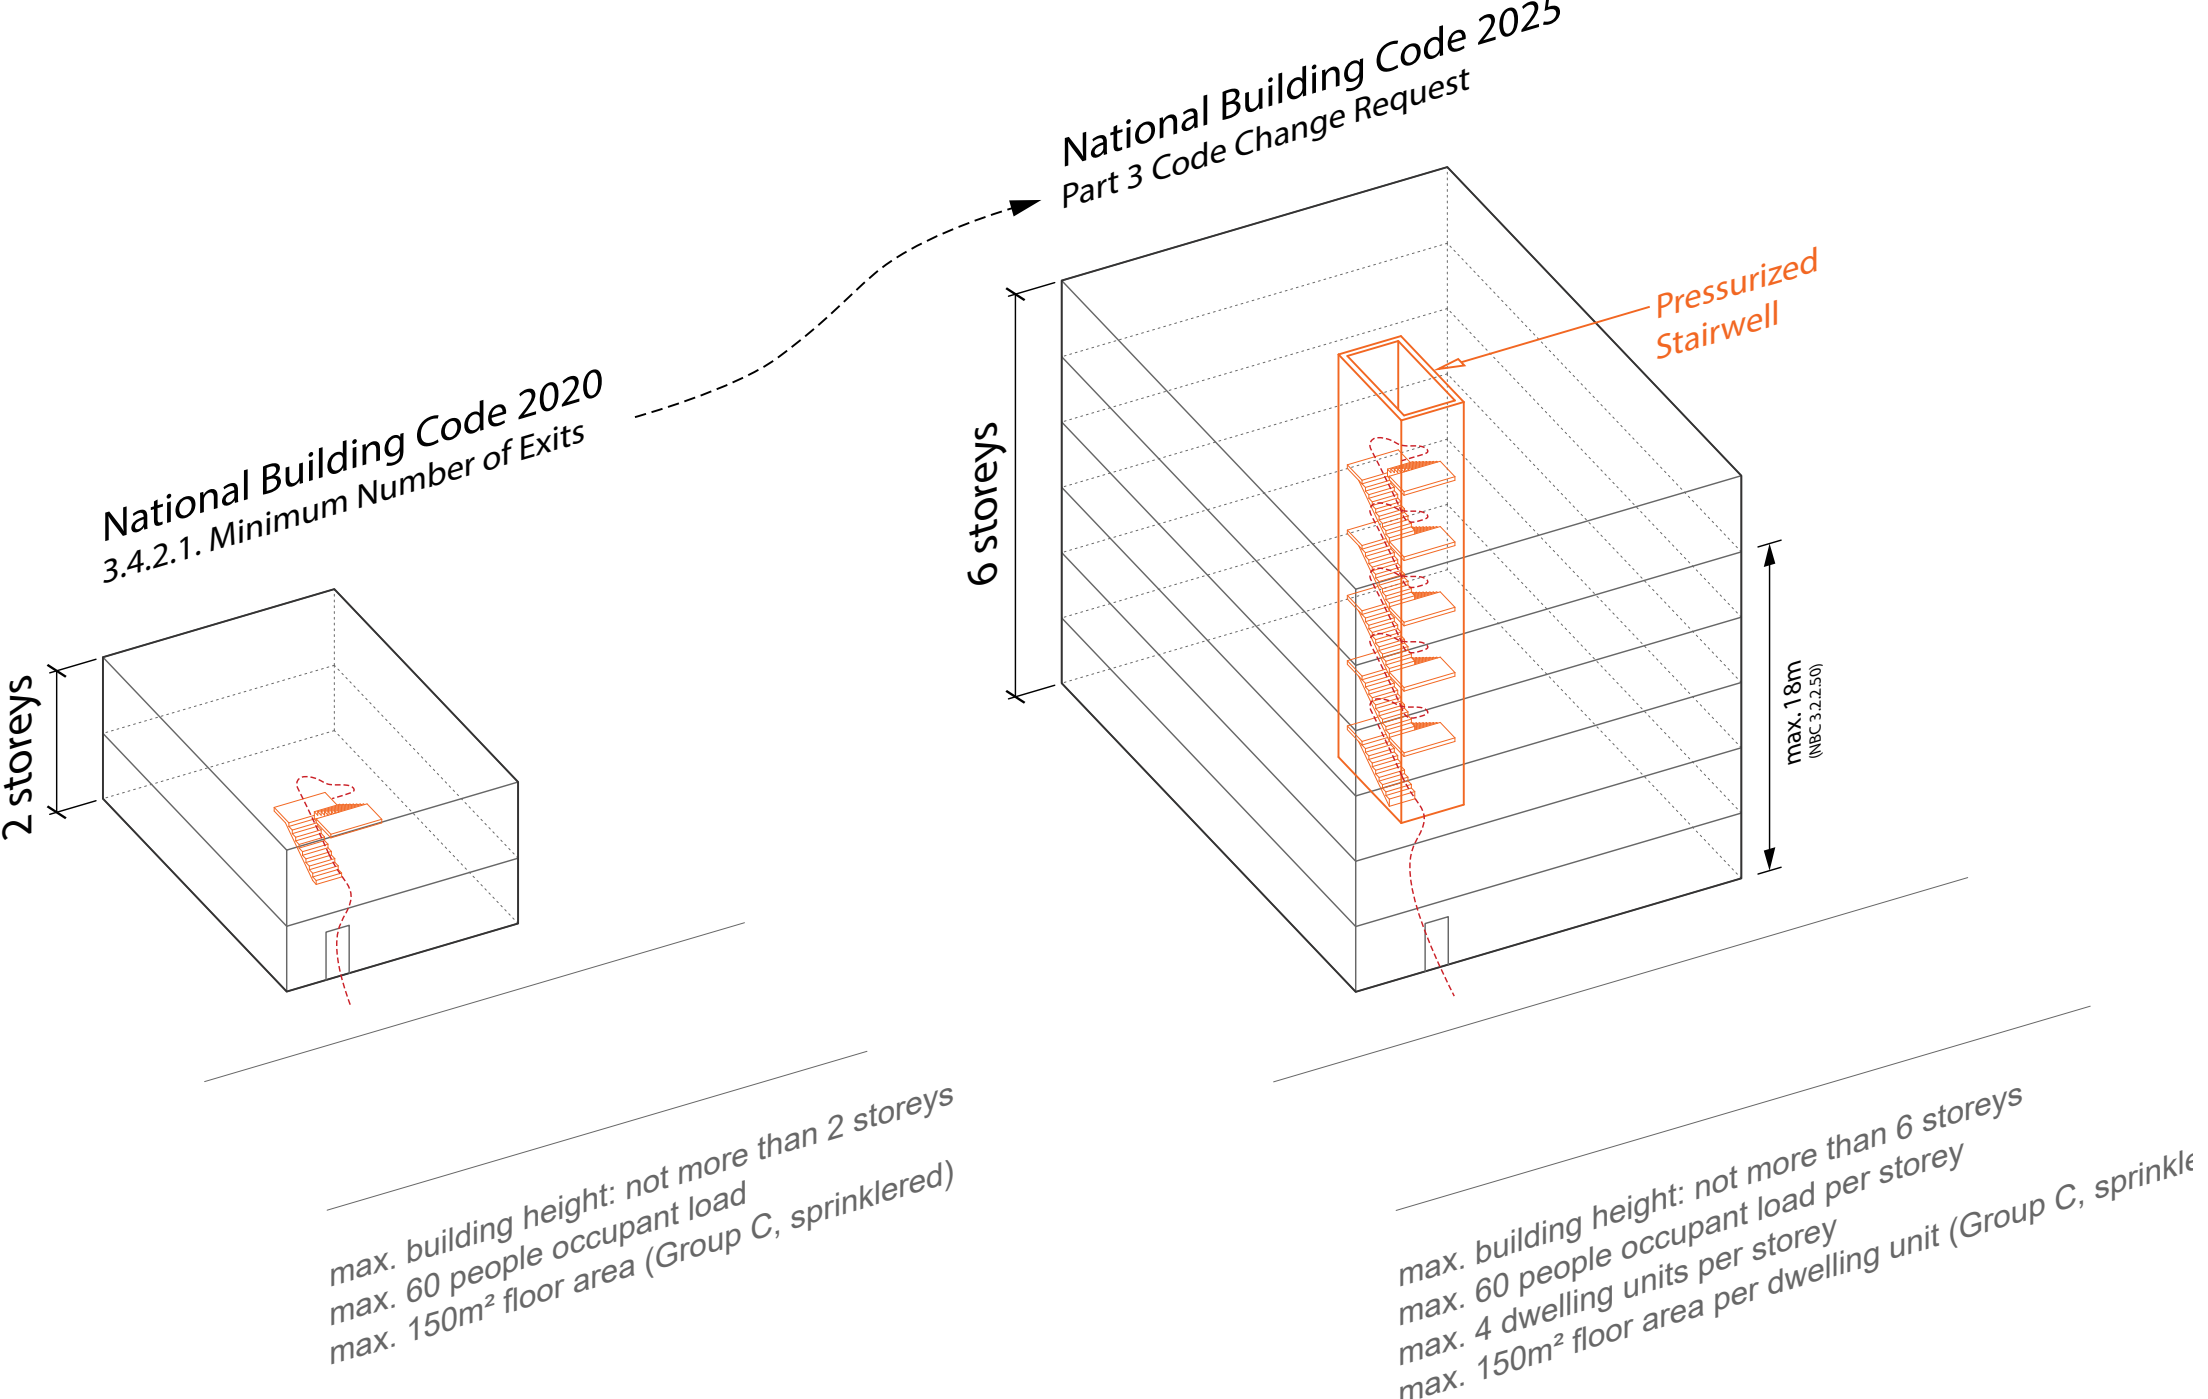 National Building Code 2020
3.4.2.1. Minimum Number of Exits
2 storeys
max. building height: not more than 2 storeys
max. 60 people occupant load
max. 150m² floor area (Group C, sprinklered)
National Building Code 2025
Part 3 Code Change Request
Pressurized
Stairwell
6 storeys
max. 18m
(NBC 3.2.2.50)
max. building height: not more than 6 storeys
max. 60 people occupant load per storey
max. 4 dwelling units per storey
max. 150m² floor area per dwelling unit (Group C,